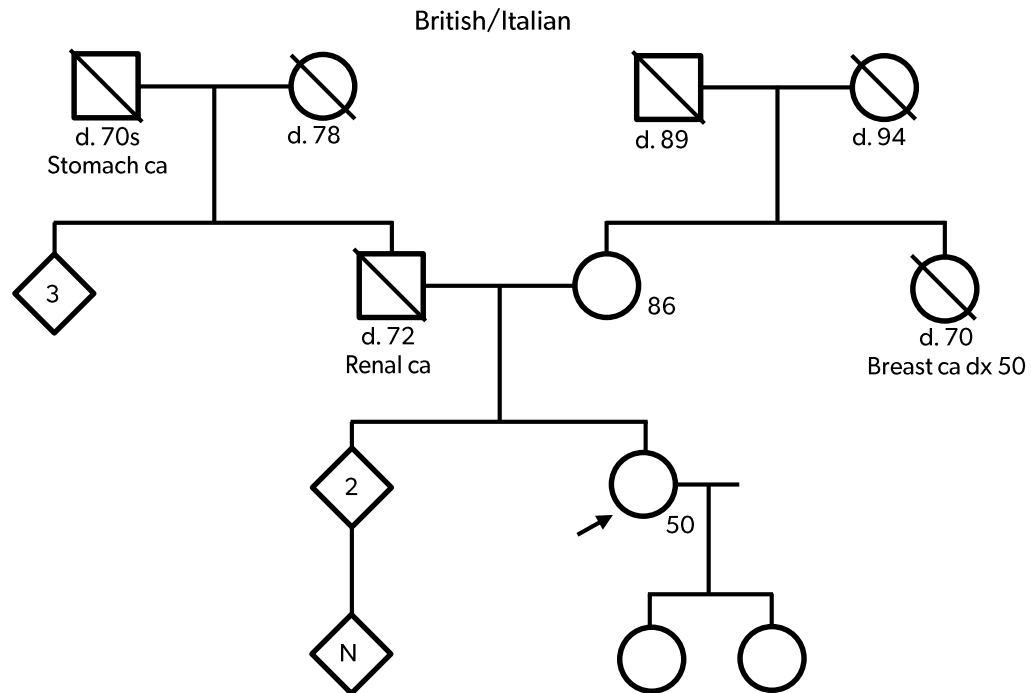 British/Italian
d. 70s
Stomach ca
d. 78
d. 89
d. 94
3
d. 72
Renal ca
86
d. 70
Breast ca dx 50
2
50
N